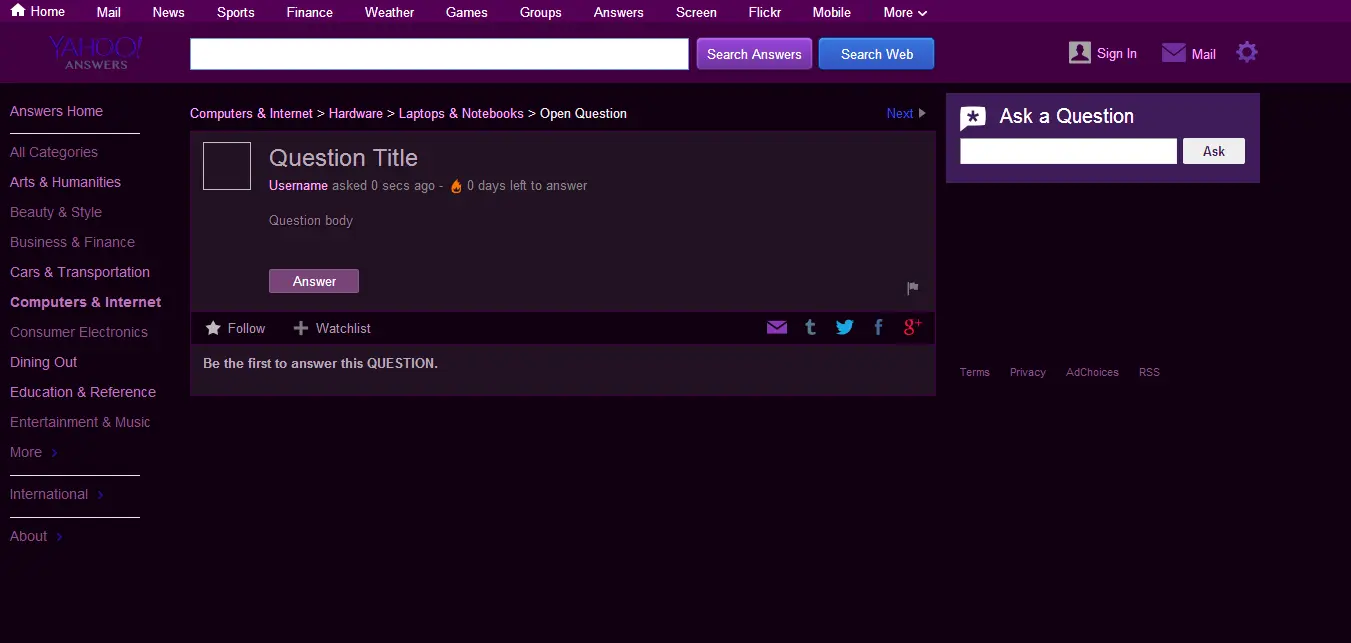 Home Mail News Sports Finance Weather Games Groups Answers Screen Flickr Mobile More
YAHOO!
ANSWERS
Search Answers Search Web Sign In Mail
Answers Home
All Categories
Arts & Humanities
Beauty & Style
Business & Finance
Cars & Transportation
Computers & Internet
Consumer Electronics
Dining Out
Education & Reference
Entertainment & Music
More >
International >
About >
Computers & Internet > Hardware > Laptops & Notebooks > Open Question Next
Question Title
Username asked 0 secs ago - 0 days left to answer
Question body
Answer
Follow Watchlist t f g+
Be the first to answer this QUESTION.
Ask a Question
Ask
Terms Privacy AdChoices RSS